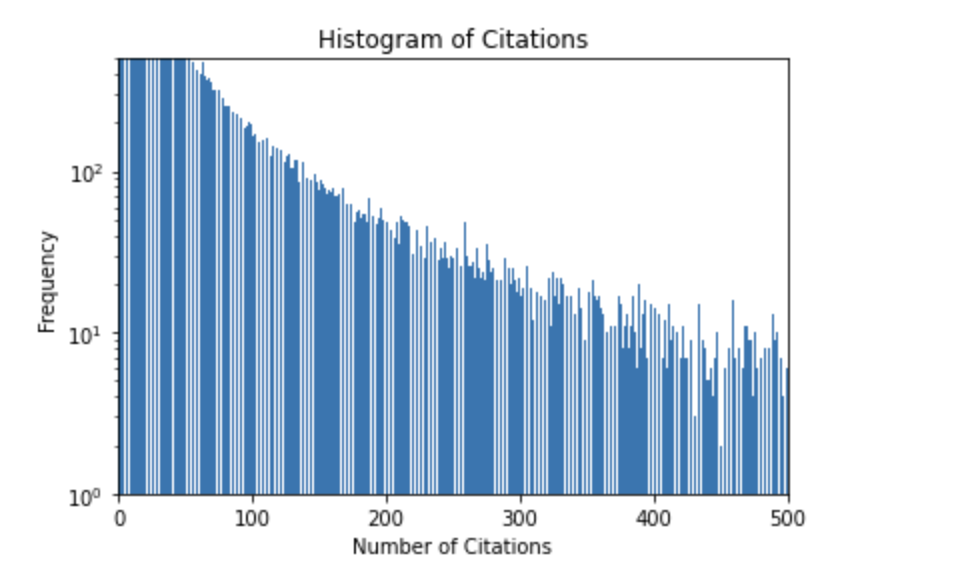 Histogram of Citations
10²
10¹
10⁰
Frequency
0 100 200 300 400 500
Number of Citations